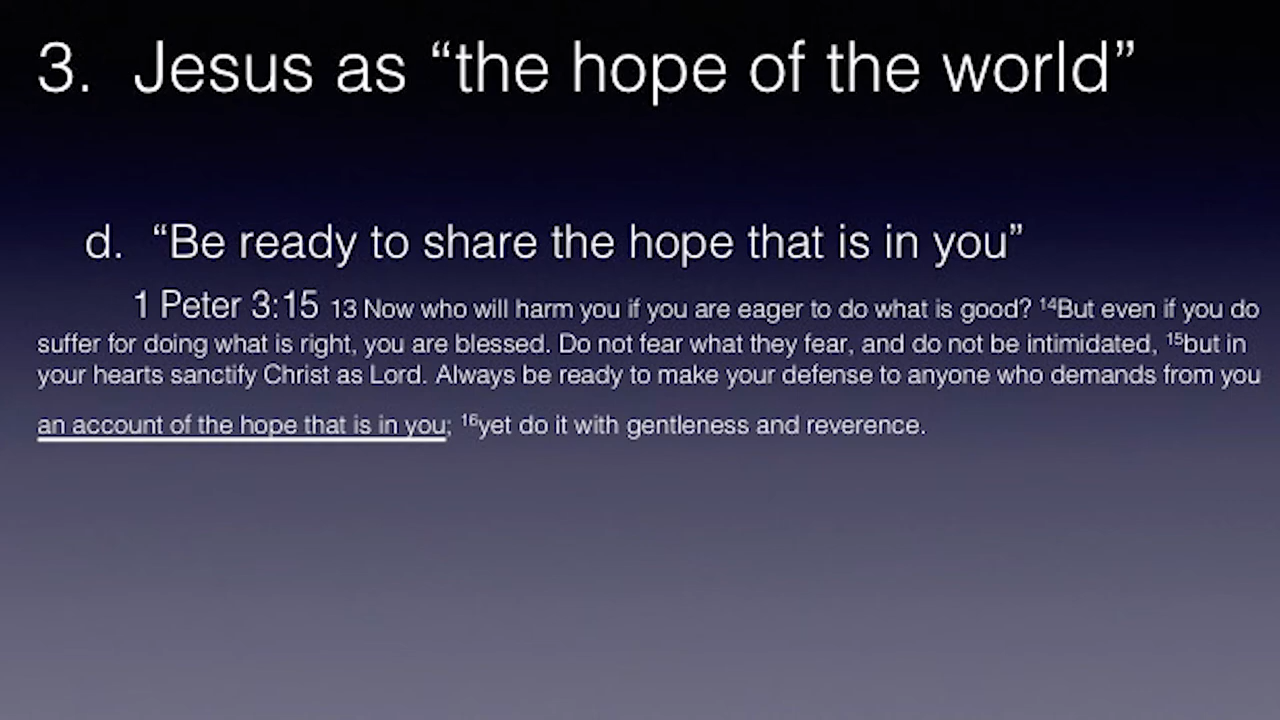 3. Jesus as “the hope of the world”
d. “Be ready to share the hope that is in you”
1 Peter 3:15 13 Now who will harm you if you are eager to do what is good? 14But even if you do
suffer for doing what is right, you are blessed. Do not fear what they fear, and do not be intimidated, 15but in
your hearts sanctify Christ as Lord. Always be ready to make your defense to anyone who demands from you
an account of the hope that is in you; 16yet do it with gentleness and reverence.